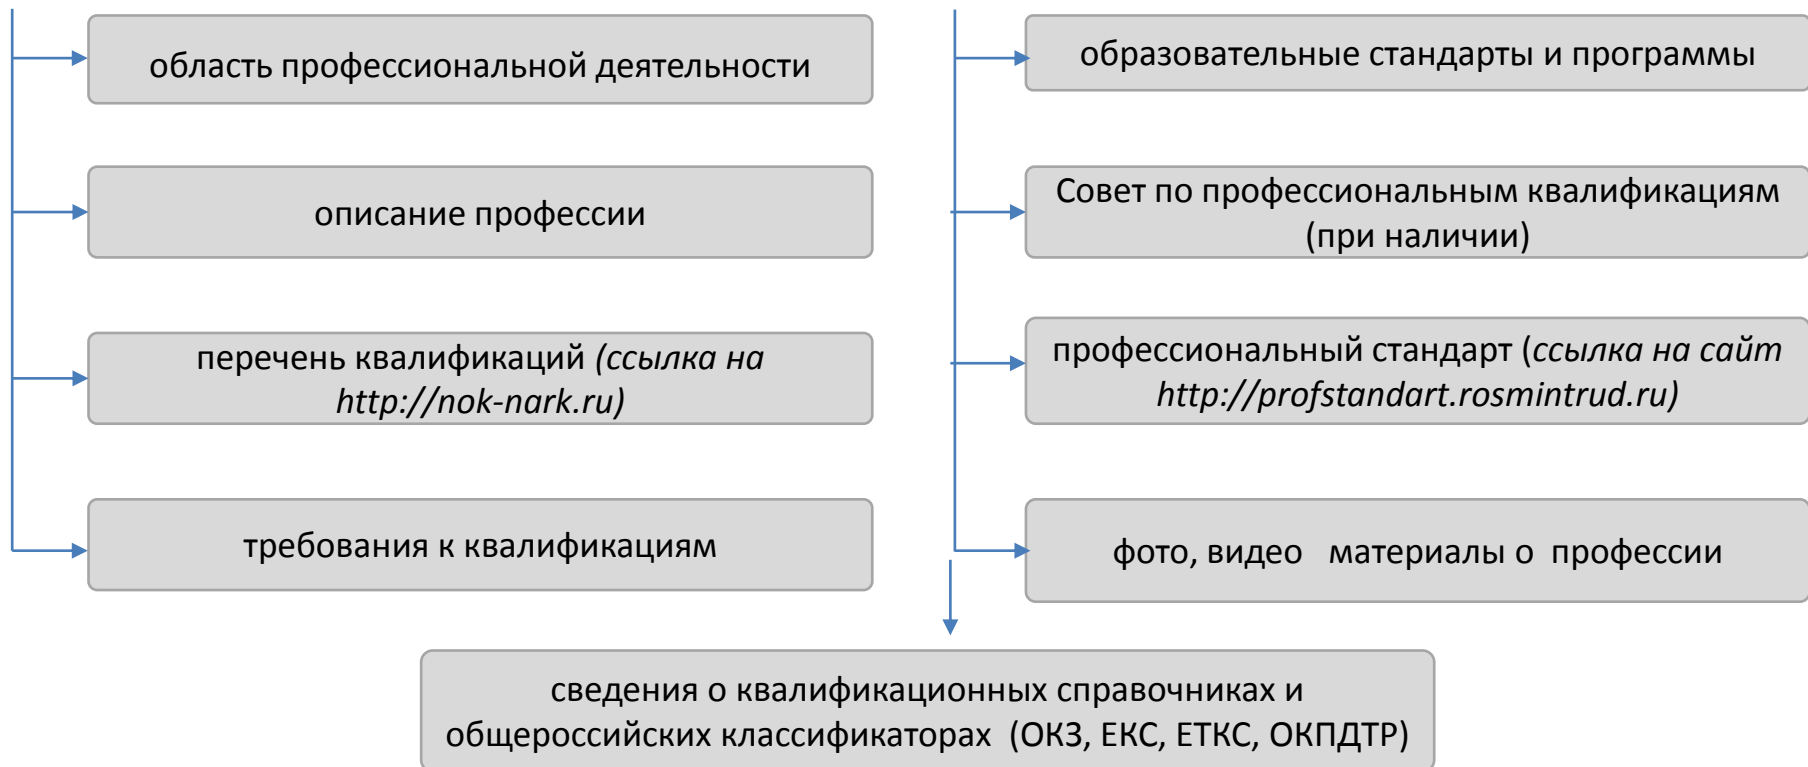 область профессиональной деятельности
описание профессии
перечень квалификаций (ссылка на
http://nok-nark.ru)
требования к квалификациям
образовательные стандарты и программы
Совет по профессиональным квалификациям
(при наличии)
профессиональный стандарт (ссылка на сайт
http://profstandart.rosmintrud.ru)
фото, видео материалы о профессии
сведения о квалификационных справочниках и
общероссийских классификаторах (ОКЗ, ЕКС, ЕТКС, ОКПДТР)